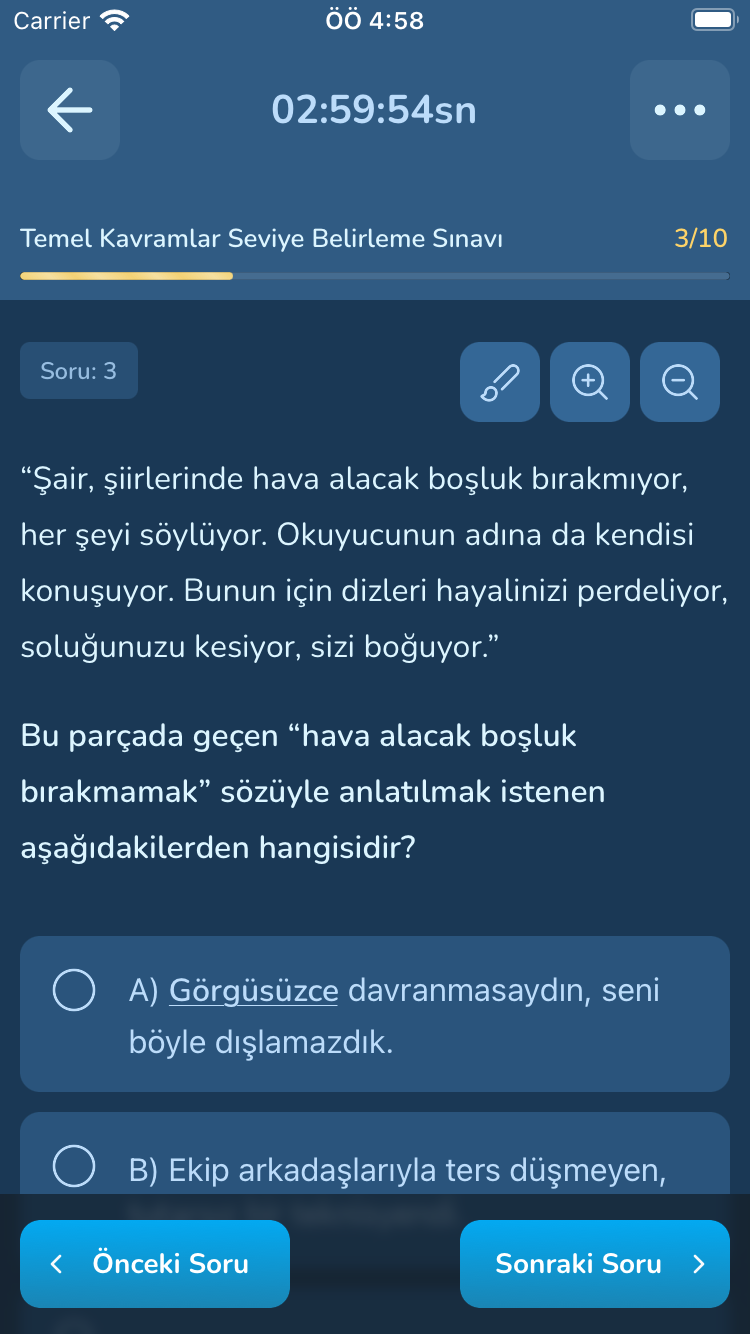 Carrier ÖÖ 4:58
02:59:54sn
Temel Kavramlar Seviye Belirleme Sınavı 3/10
Soru: 3
“Şair, şiirlerinde hava alacak boşluk bırakmıyor,
her şeyi söylüyor. Okuyucunun adına da kendisi
konuşuyor. Bunun için dizleri hayalinizi perdeliyor,
soluğunuzu kesiyor, sizi boğuyor.”
Bu parçada geçen “hava alacak boşluk
bırakmamak” sözüyle anlatılmak istenen
aşağıdakilerden hangisidir?
A) Görgüsüzce davranmasaydın, seni
böyle dışlamazdık.
B) Ekip arkadaşlarıyla ters düşmeyen,
Önceki Soru Sonraki Soru